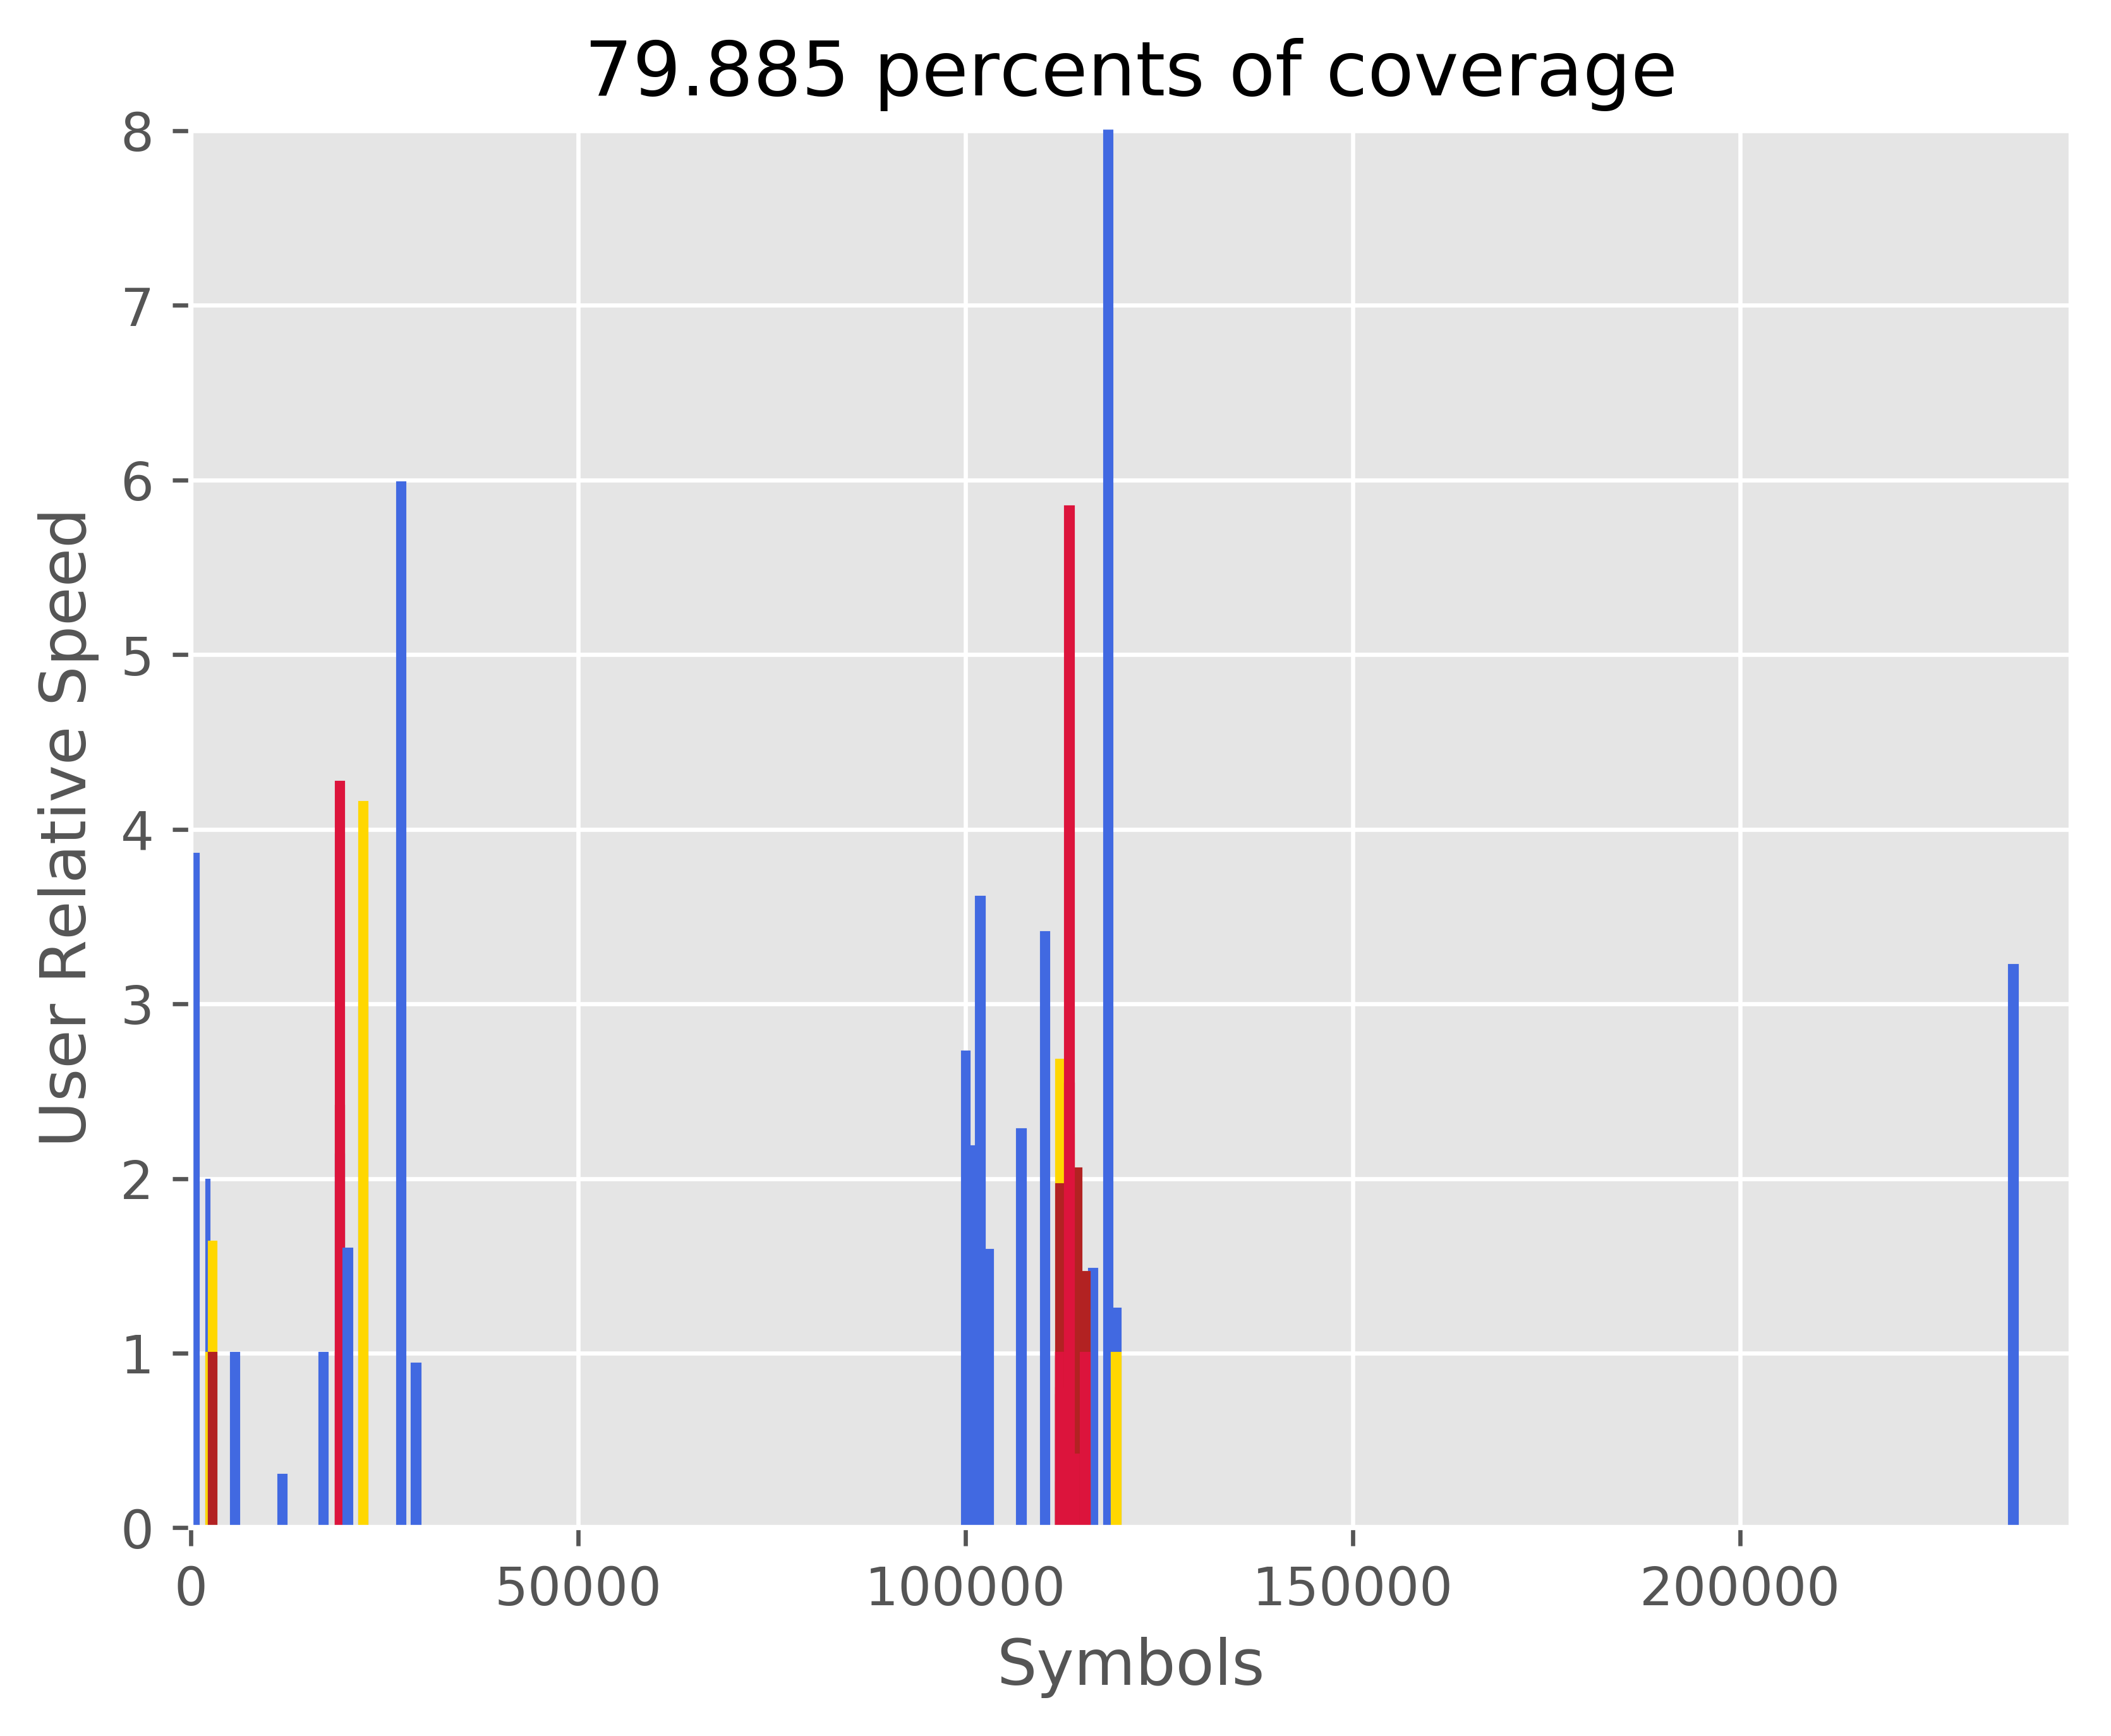 79.885 percents of coverage
8
7
6
5
4
3
2
1
0
User Relative Speed
0 50000 100000 150000 200000
Symbols